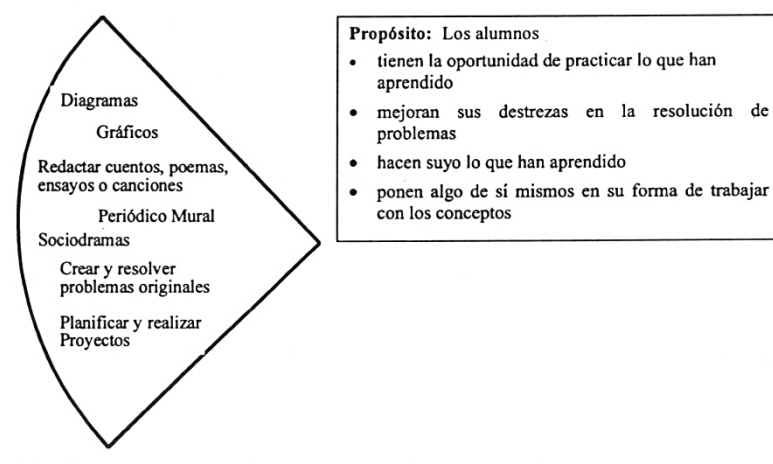 Diagramas
Gráficos
Redactar cuentos, poemas,
ensayos o canciones
Periódico Mural
Sociodramas
Crear y resolver
problemas originales
Planificar y realizar
Proyectos
Propósito: Los alumnos
• tienen la oportunidad de practicar lo que han
aprendido
• mejoran sus destrezas en la resolución de
problemas
• hacen suyo lo que han aprendido
• ponen algo de sí mismos en su forma de trabajar
con los conceptos